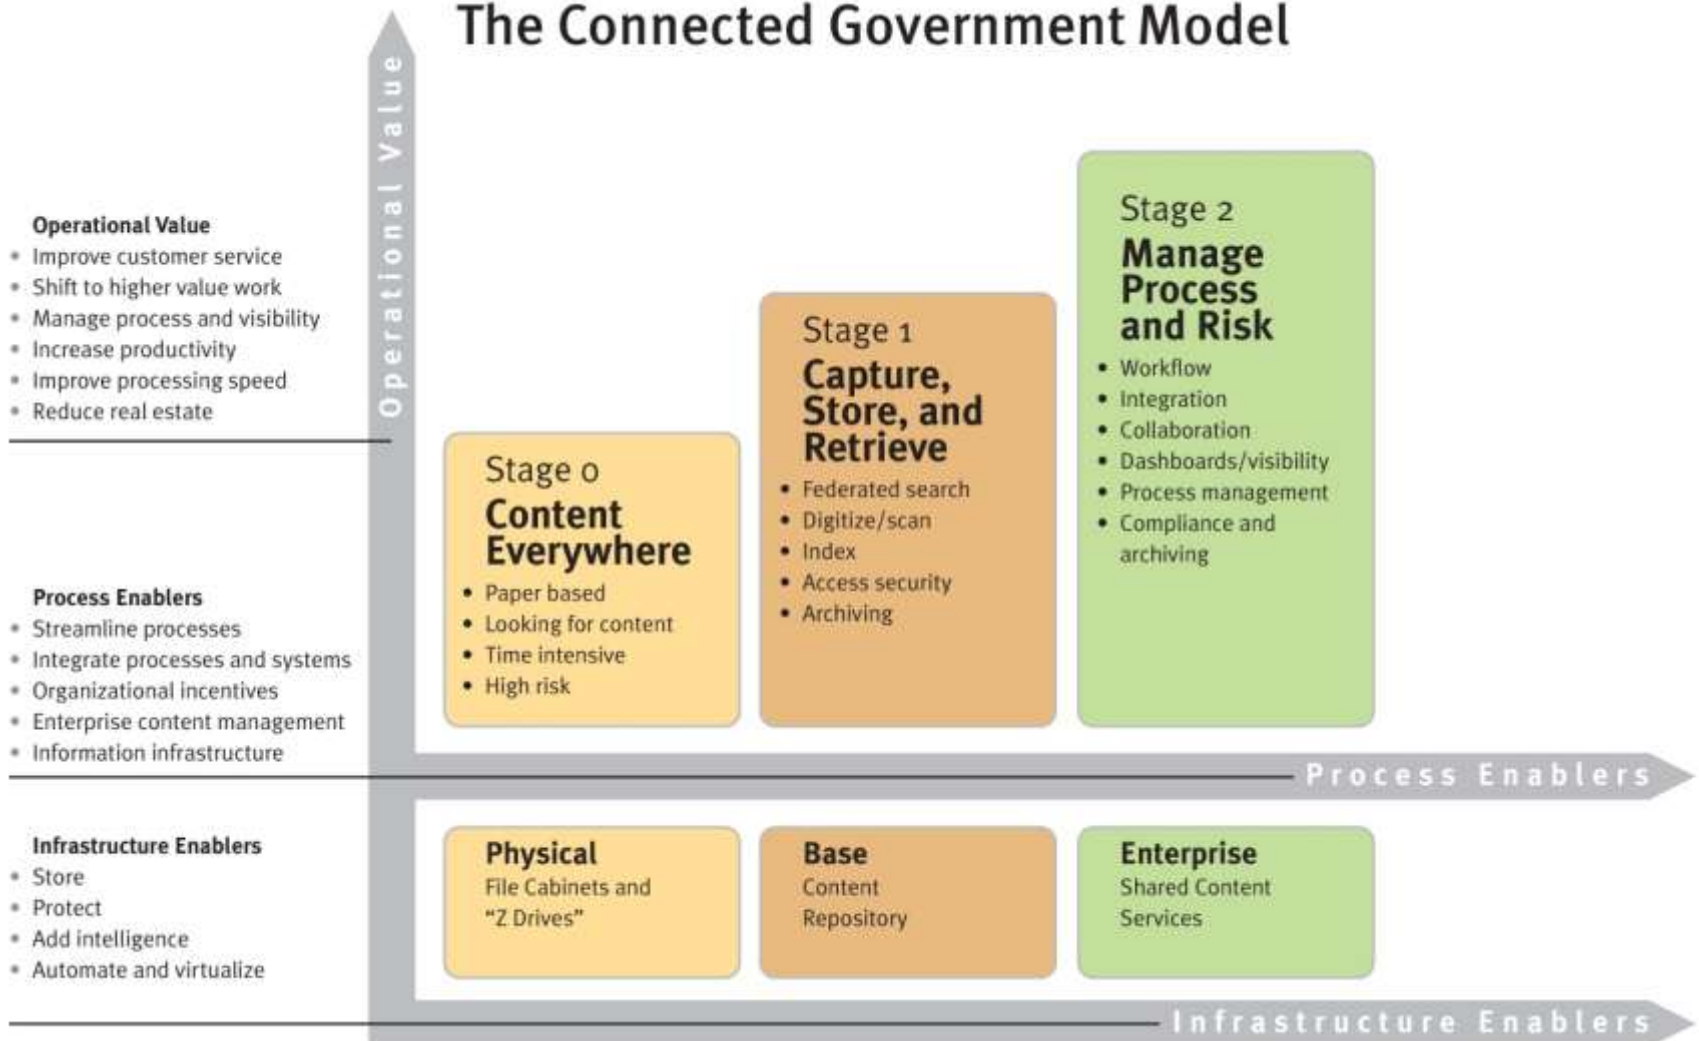 The Connected Government Model
Operational Value
Operational Value
• Improve customer service
• Shift to higher value work
• Manage process and visibility
• Increase productivity
• Improve processing speed
• Reduce real estate
Process Enablers
• Streamline processes
• Integrate processes and systems
• Organizational incentives
• Enterprise content management
• Information infrastructure
Infrastructure Enablers
• Store
• Protect
• Add intelligence
• Automate and virtualize
Stage 0
Content
Everywhere
• Paper based
• Looking for content
• Time intensive
• High risk
Stage 1
Capture,
Store, and
Retrieve
• Federated search
• Digitize/scan
• Index
• Access security
• Archiving
Stage 2
Manage
Process
and Risk
• Workflow
• Integration
• Collaboration
• Dashboards/visibility
• Process management
• Compliance and
archiving
Process Enablers
Physical
File Cabinets and
“Z Drives”
Base
Content
Repository
Enterprise
Shared Content
Services
Infrastructure Enablers